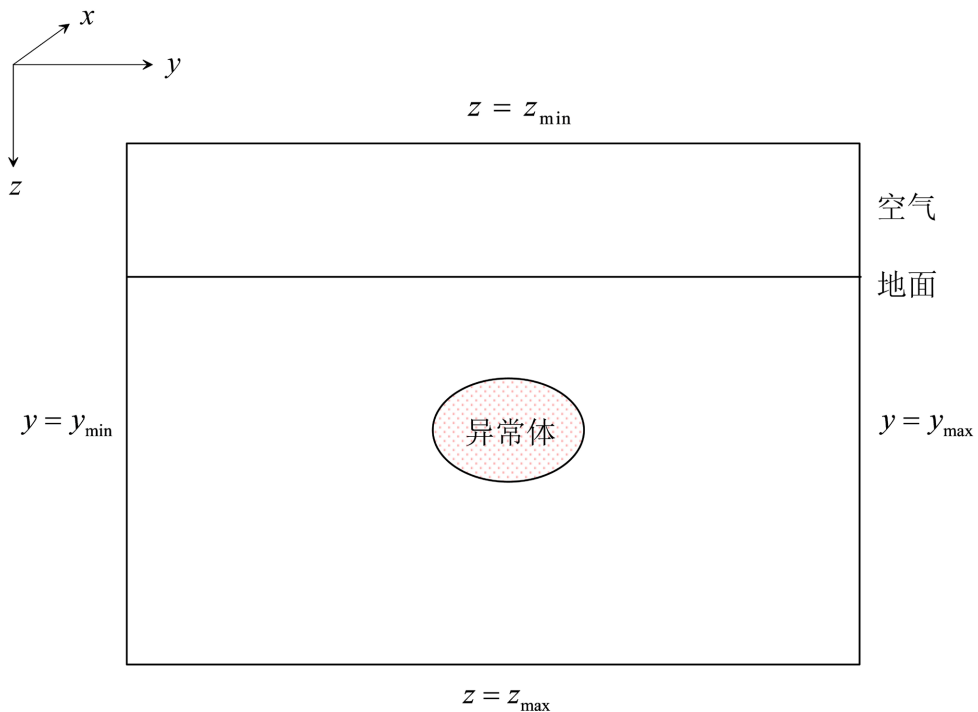 x
y
z
z = z_min
空气
地面
y = y_min
异常体
y = y_max
z = z_max